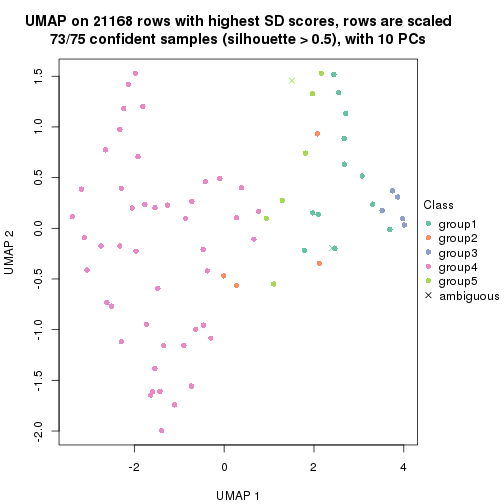 UMAP on 21168 rows with highest SD scores, rows are scaled
73/75 confident samples (silhouette > 0.5), with 10 PCs
1.5
1.0
0.5
0.0
-0.5
-1.0
-1.5
-2.0
UMAP 2
-2
0
2
4
UMAP 1
Class
group1
group2
group3
group4
group5
ambiguous